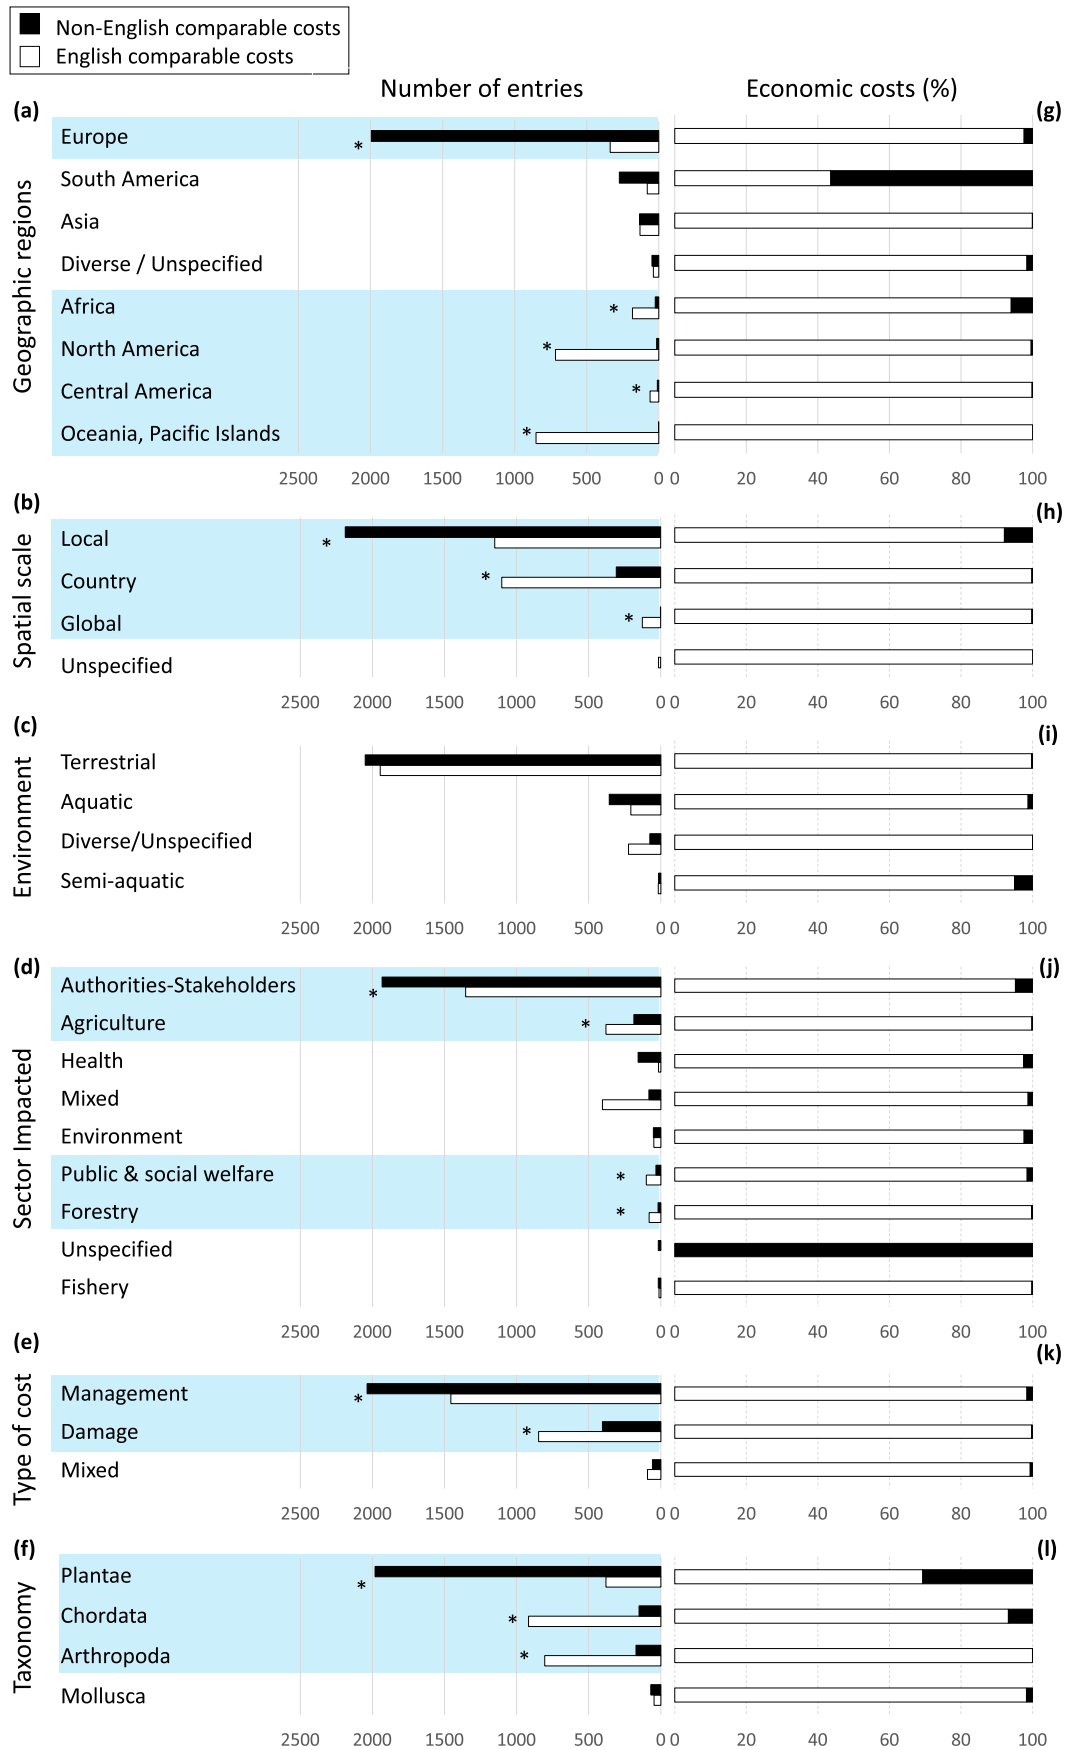 Non-English comparable costs
English comparable costs
Number of entries
Economic costs (%)
(a)
(g)
Geographic regions
Europe
*
South America
Asia
Diverse / Unspecified
Africa
*
North America
*
Central America
*
Oceania, Pacific Islands
*
2500 2000 1500 1000 500 0 0 20 40 60 80 100
(b)
(h)
Spatial scale
Local
*
Country
*
Global
*
Unspecified
2500 2000 1500 1000 500 0 0 20 40 60 80 100
(c)
(i)
Environment
Terrestrial
Aquatic
Diverse/Unspecified
Semi-aquatic
2500 2000 1500 1000 500 0 0 20 40 60 80 100
(d)
(j)
Sector Impacted
Authorities-Stakeholders
*
Agriculture
*
Health
Mixed
Environment
Public & social welfare
*
Forestry
*
Unspecified
Fishery
2500 2000 1500 1000 500 0 0 20 40 60 80 100
(e)
(k)
Type of cost
Management
*
Damage
*
Mixed
2500 2000 1500 1000 500 0 0 20 40 60 80 100
(f)
(l)
Taxonomy
Plantae
*
Chordata
*
Arthropoda
*
Mollusca
2500 2000 1500 1000 500 0 0 20 40 60 80 100